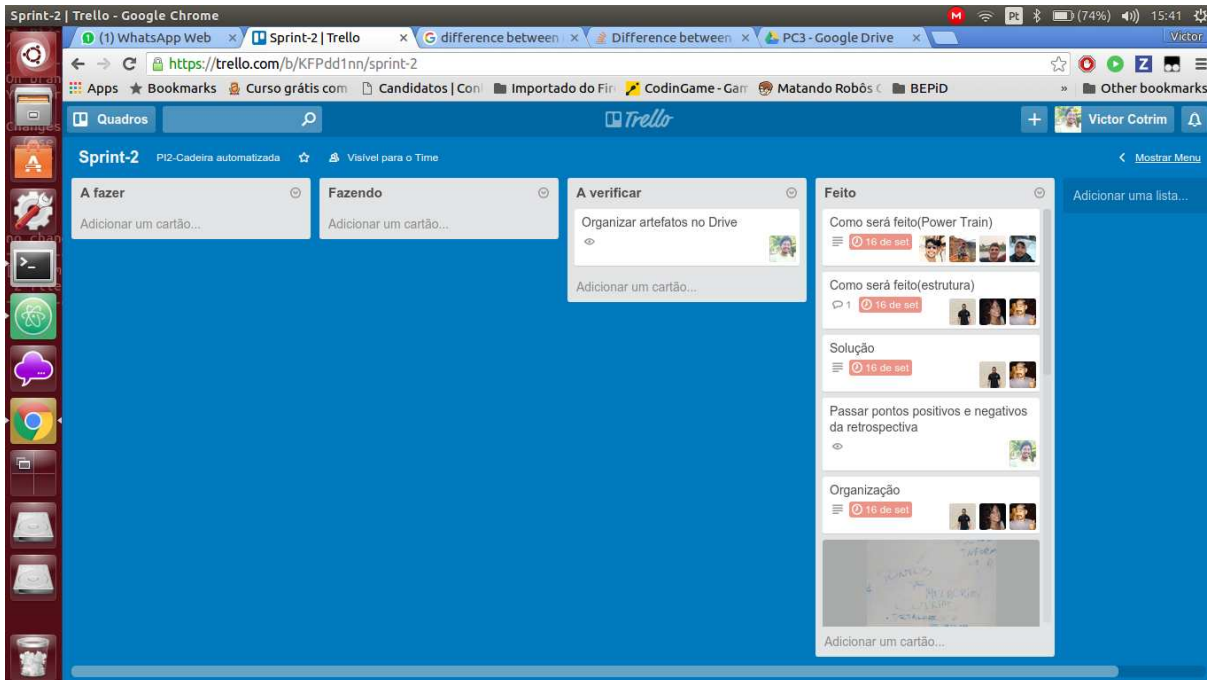 Sprint-2 | Trello - Google Chrome
Pt
(74%)
15:41
(1) WhatsApp Web ×
Sprint-2 | Trello ×
difference between ×
Difference between ×
PC3 - Google Drive ×
Victor
https://trello.com/b/KFPdd1nn/sprint-2
Apps Bookmarks Curso grátis com Candidatos | Con Importado do Fir CodinGame - Gam Matando Robôs BEPiD » Other bookmarks
Quadros
Trello
+ Victor Cotrim
Sprint-2 PI2-Cadeira automatizada Visível para o Time
Mostrar Menu
A fazer
Adicionar um cartão...
Fazendo
Adicionar um cartão...
A verificar
Organizar artefatos no Drive
Adicionar um cartão...
Feito
Como será feito(Power Train)
16 de set
Como será feito(estrutura)
1 16 de set
Solução
16 de set
Passar pontos positivos e negativos
da retrospectiva
Organização
16 de set
Adicionar um cartão...
Adicionar uma lista...